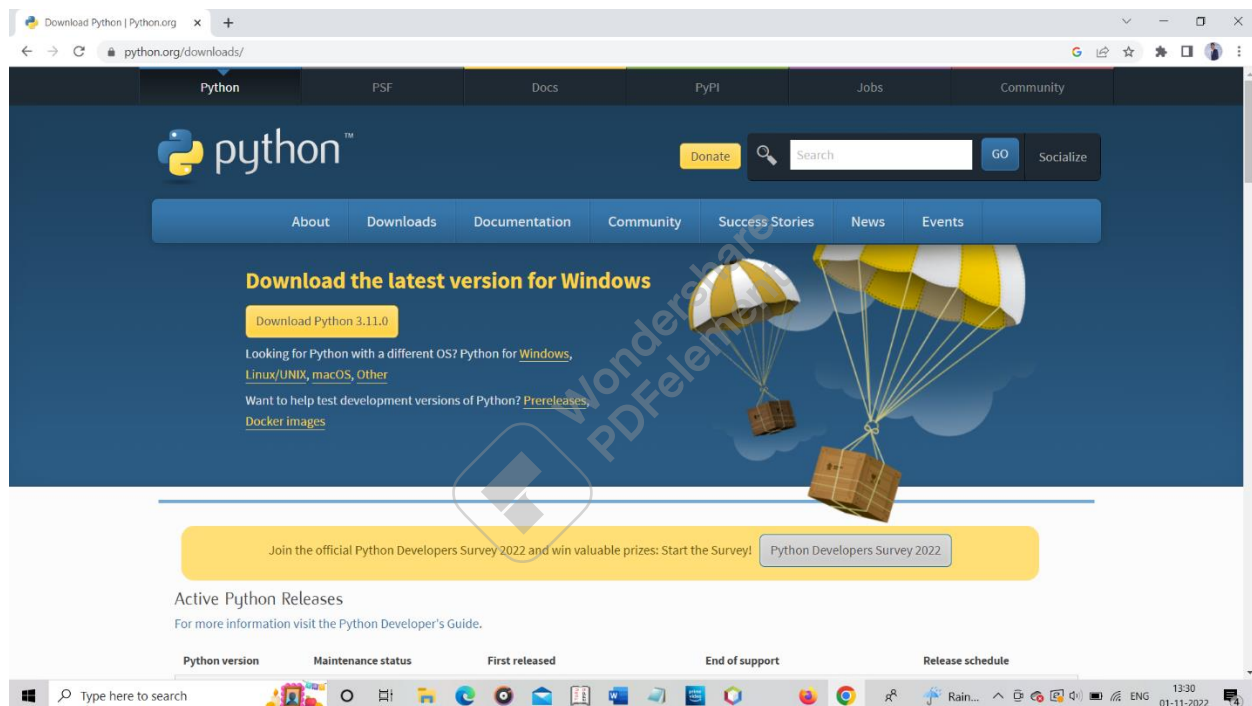 Download Python | Python.org
python.org/downloads/
Python PSF Docs PyPI Jobs Community
python™
Donate Search GO Socialize
About Downloads Documentation Community Success Stories News Events
Download the latest version for Windows
Download Python 3.11.0
Looking for Python with a different OS? Python for Windows,
Linux/UNIX, macOS, Other
Want to help test development versions of Python? Prereleases,
Docker images
Wondershare
PDFelement
Join the official Python Developers Survey 2022 and win valuable prizes: Start the Survey! Python Developers Survey 2022
Active Python Releases
For more information visit the Python Developer's Guide.
Python version Maintenance status First released End of support Release schedule
Type here to search Rain... ENG 13:30
01-11-2022 4